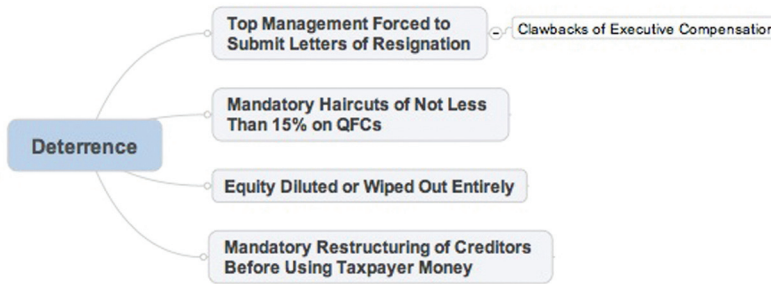 Top Management Forced to
Submit Letters of Resignation
Clawbacks of Executive Compensation
Mandatory Haircuts of Not Less
Than 15% on QFCs
Deterrence
Equity Diluted or Wiped Out Entirely
Mandatory Restructuring of Creditors
Before Using Taxpayer Money